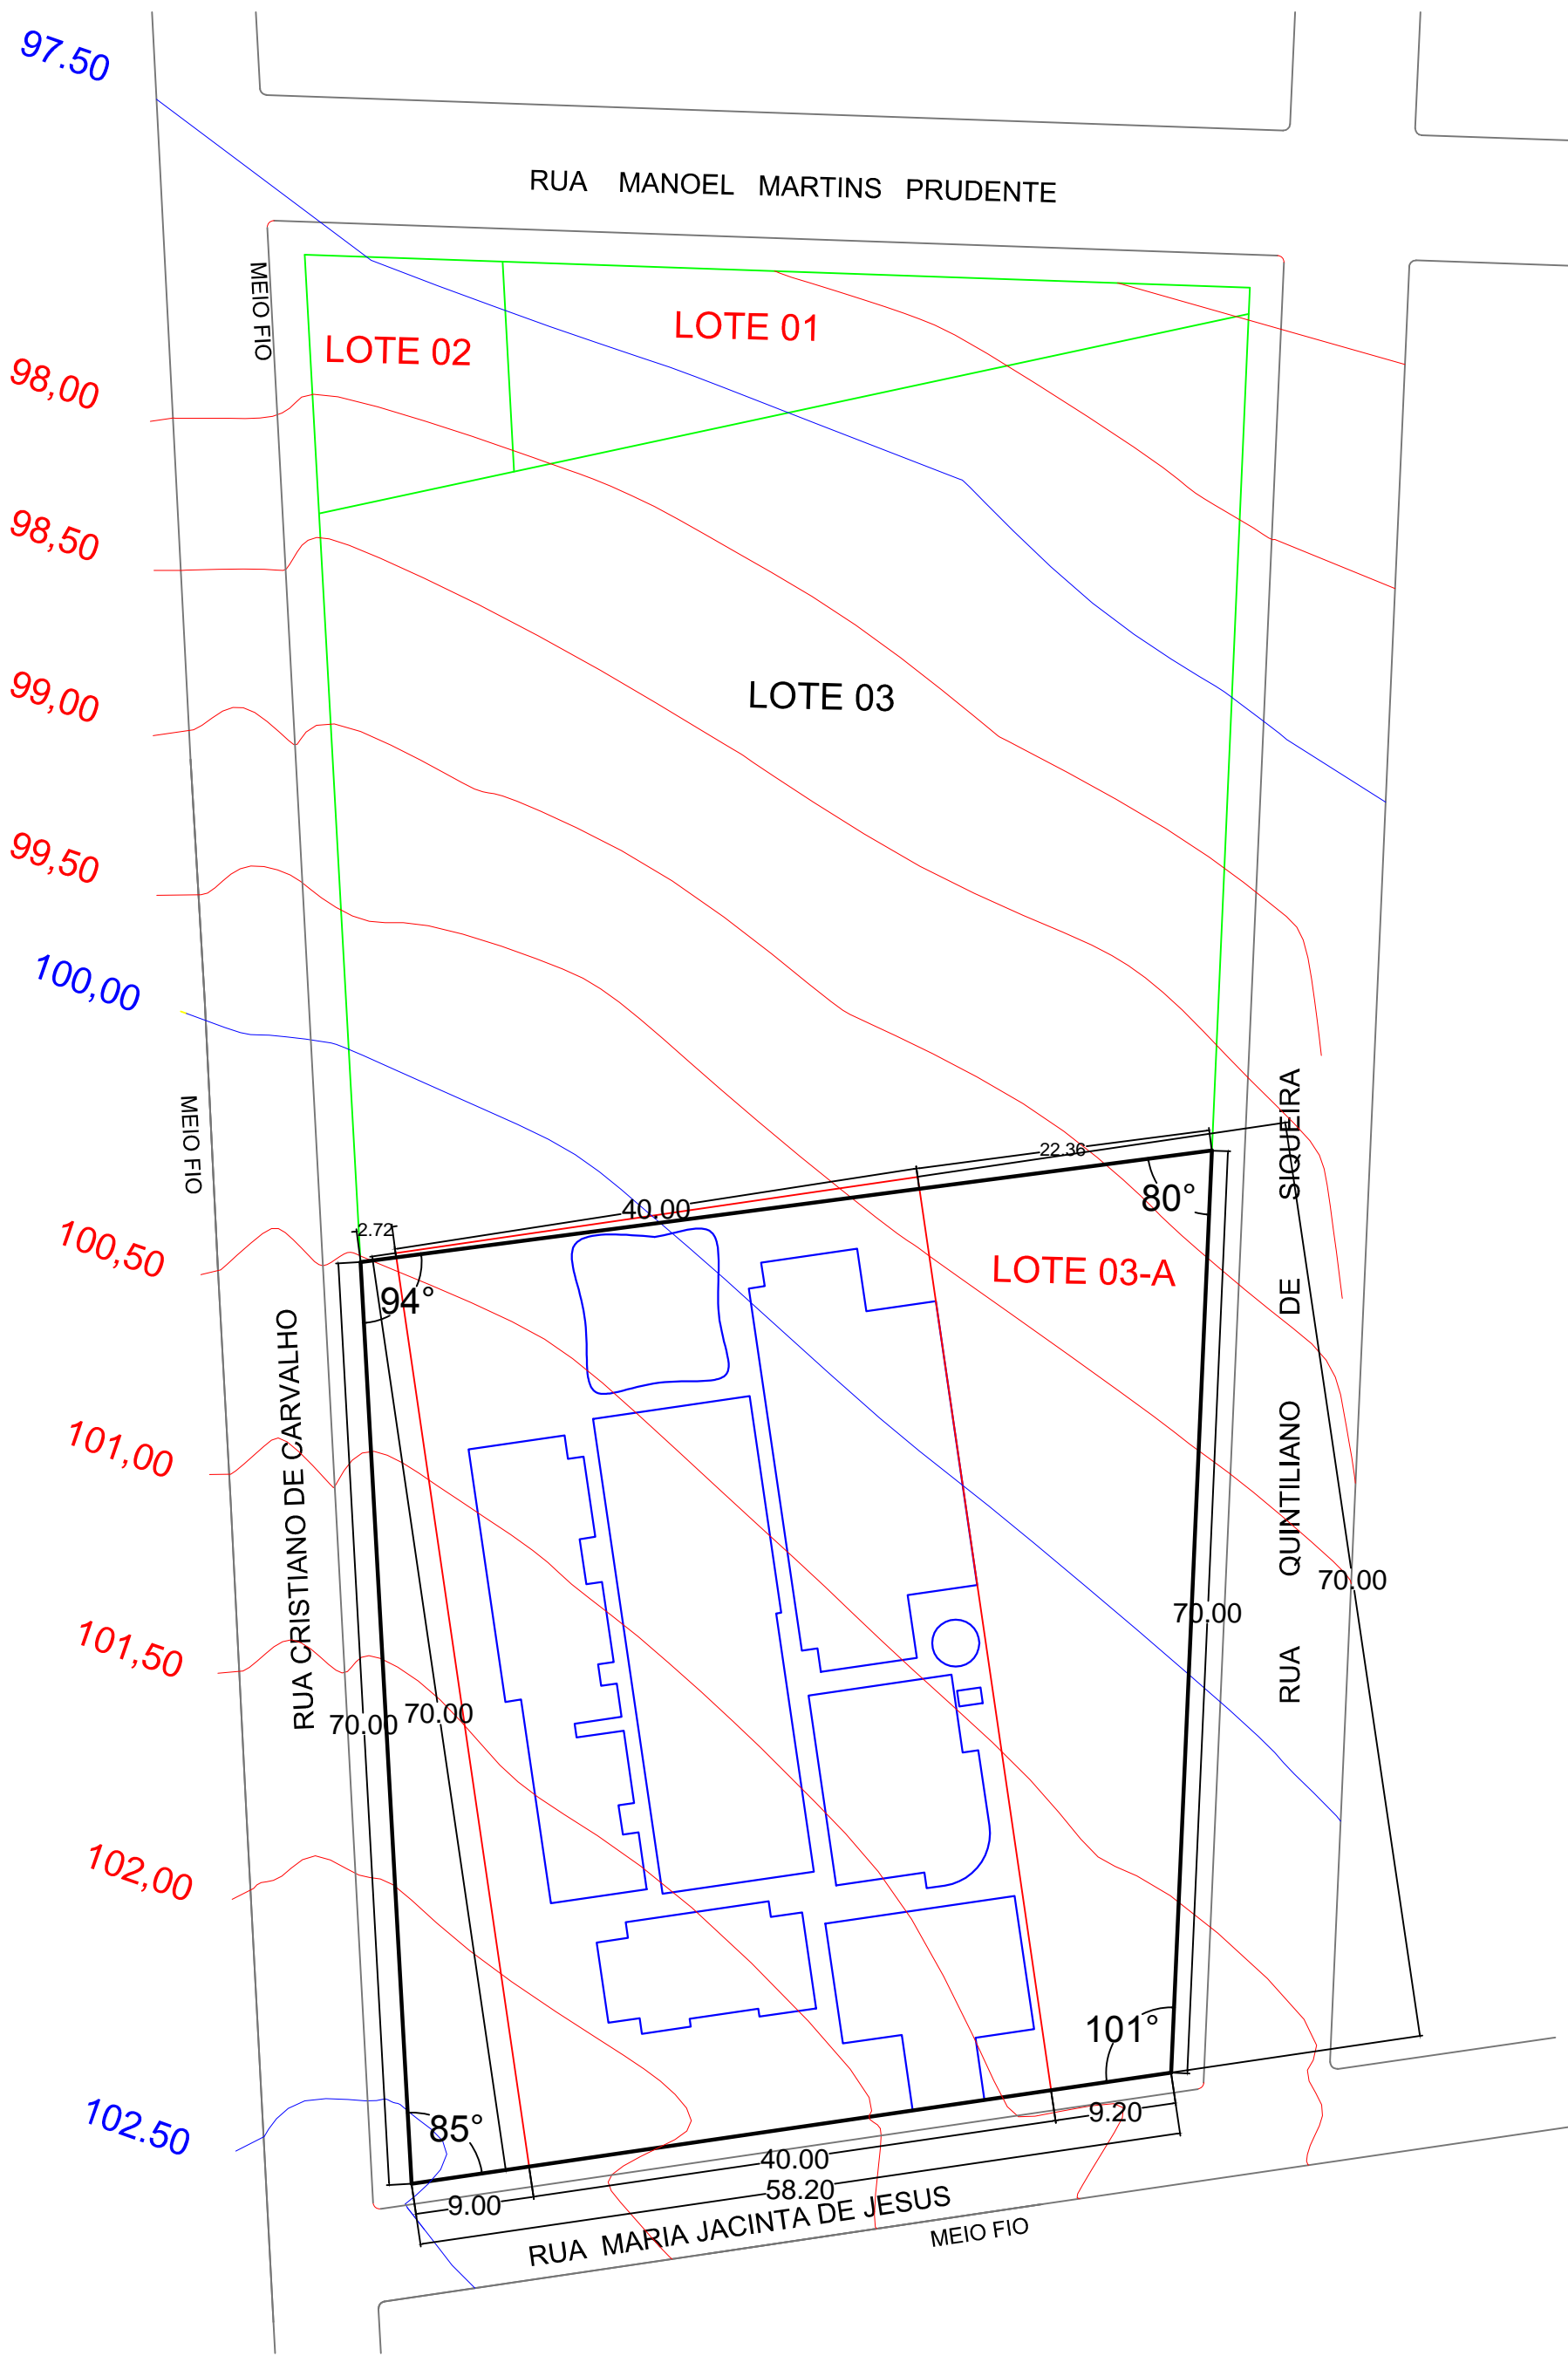 97.50
RUA MANOEL MARTINS PRUDENTE
MEIO FIO
LOTE 01
LOTE 02
98,00
98,50
LOTE 03
99,00
99,50
100,00
MEIO FIO
RUA QUINTILIANO DE SIQUEIRA
22.36
80°
40.00
-2.72
100,50
LOTE 03-A
94°
RUA CRISTIANO DE CARVALHO
101,00
70.00
70.00
101,50
70.00
70.00
102,00
101°
102.50
85°
9.20
40.00
58.20
9.00
RUA MARIA JACINTA DE JESUS
MEIO FIO